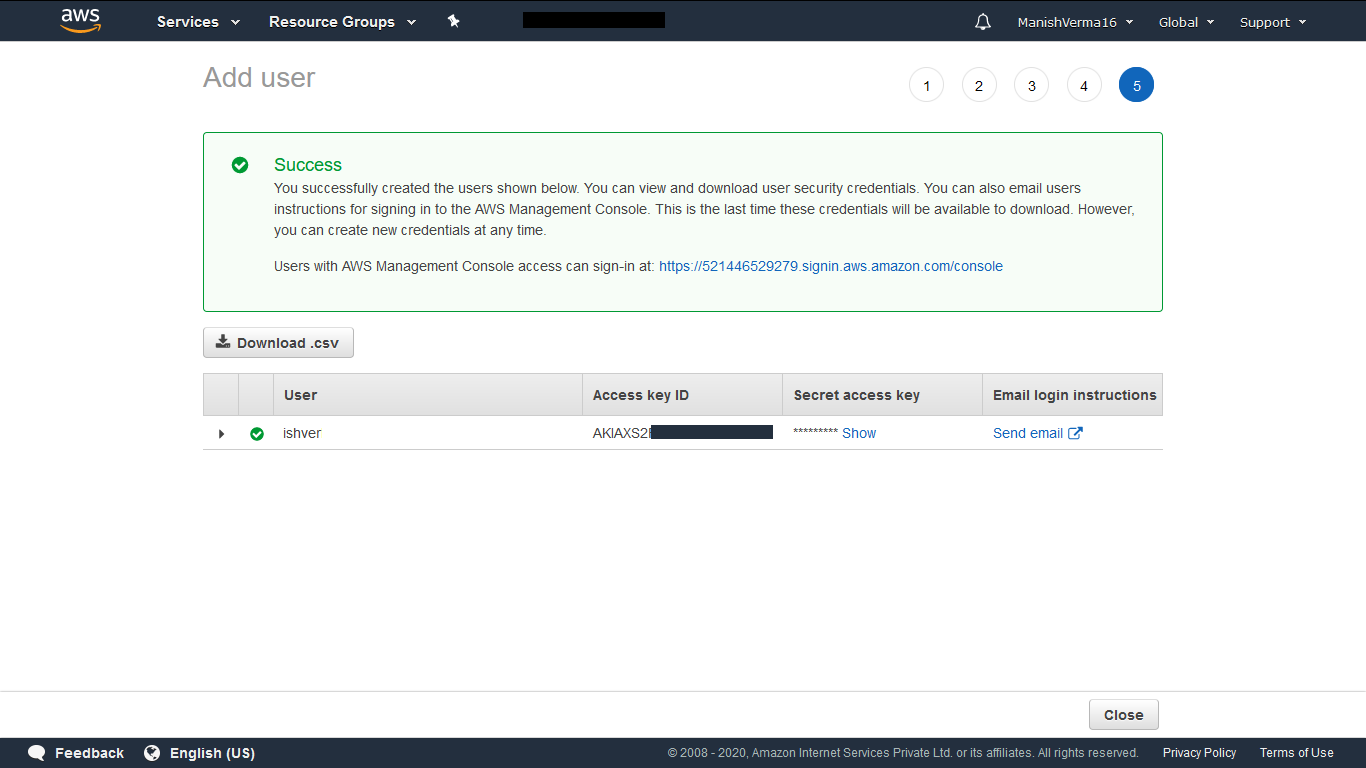 aws Services Resource Groups ManishVerma16 Global Support
Add user 1 2 3 4 5
Success
You successfully created the users shown below. You can view and download user security credentials. You can also email users
instructions for signing in to the AWS Management Console. This is the last time these credentials will be available to download. However,
you can create new credentials at any time.
Users with AWS Management Console access can sign-in at: https://521446529279.signin.aws.amazon.com/console
Download .csv
User Access key ID Secret access key Email login instructions
ishver AKIAXS2 ********* Show Send email
Close
Feedback English (US) © 2008 - 2020, Amazon Internet Services Private Ltd. or its affiliates. All rights reserved. Privacy Policy Terms of Use